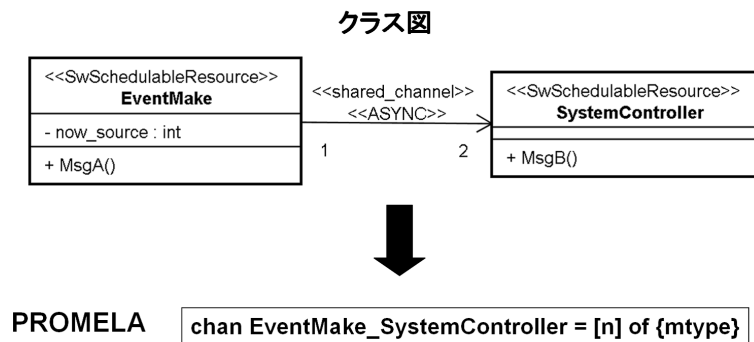 クラス図
<<SwSchedulableResource>>
EventMake
- now_source : int
+ MsgA()
<<shared_channel>>
<<ASYNC>>
1
2
<<SwSchedulableResource>>
SystemController
+ MsgB()
PROMELA
chan EventMake_SystemController = [n] of {mtype}